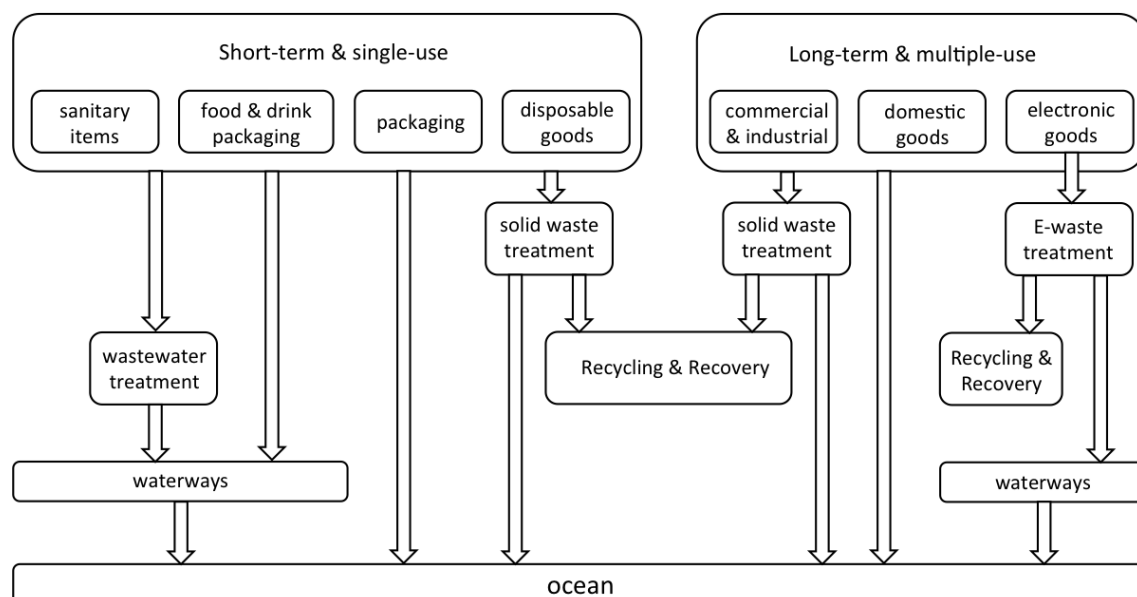 Short-term & single-use
sanitary
items
food & drink
packaging
packaging
disposable
goods
Long-term & multiple-use
commercial
& industrial
domestic
goods
electronic
goods
solid waste
treatment
solid waste
treatment
E-waste
treatment
wastewater
treatment
Recycling & Recovery
Recycling &
Recovery
waterways
waterways
ocean